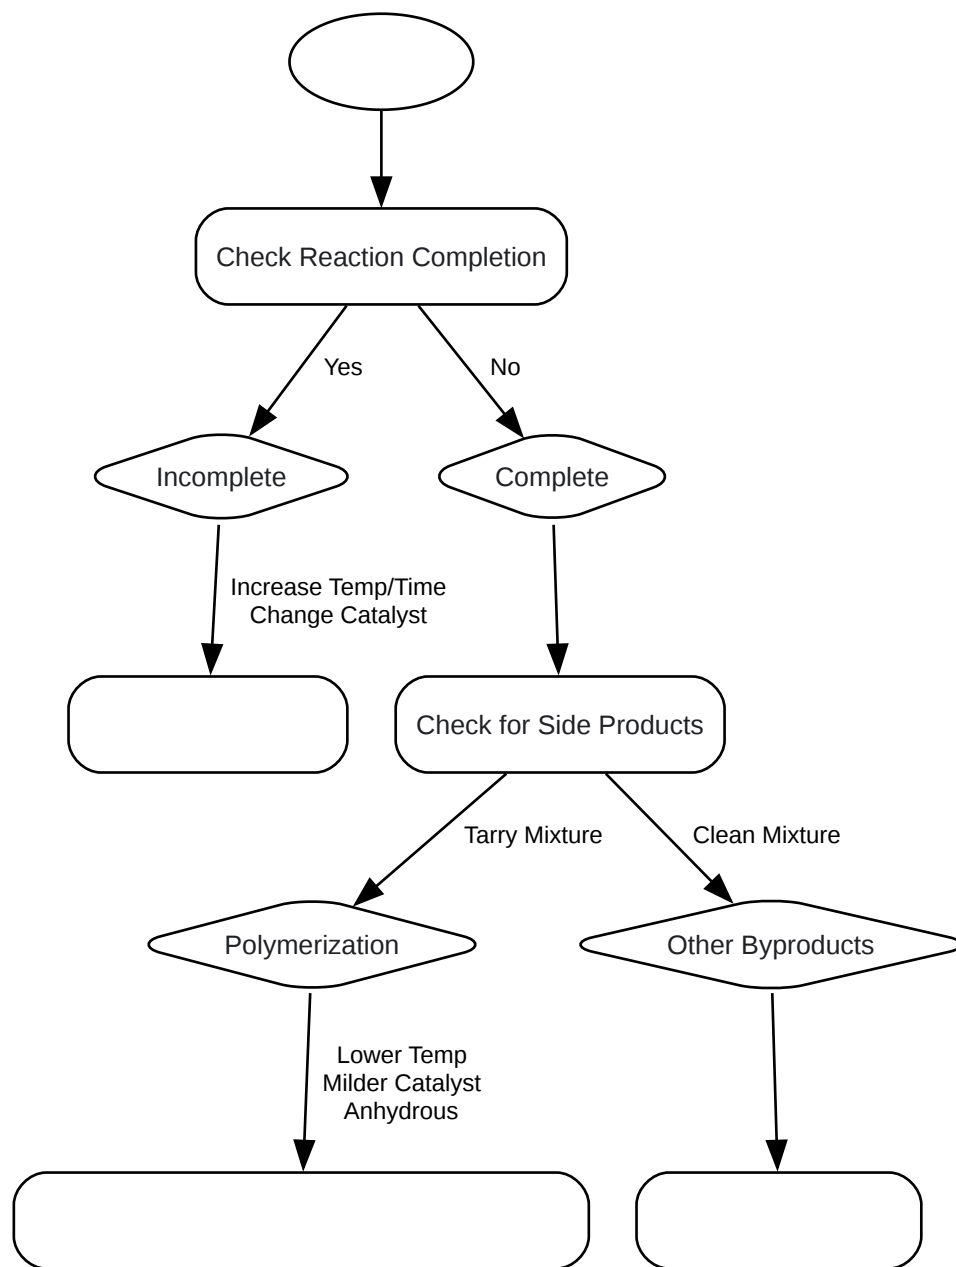 Check Reaction Completion
Yes
No
Incomplete
Complete
Increase Temp/Time
Change Catalyst
Check for Side Products
Tarry Mixture
Clean Mixture
Polymerization
Other Byproducts
Lower Temp
Milder Catalyst
Anhydrous